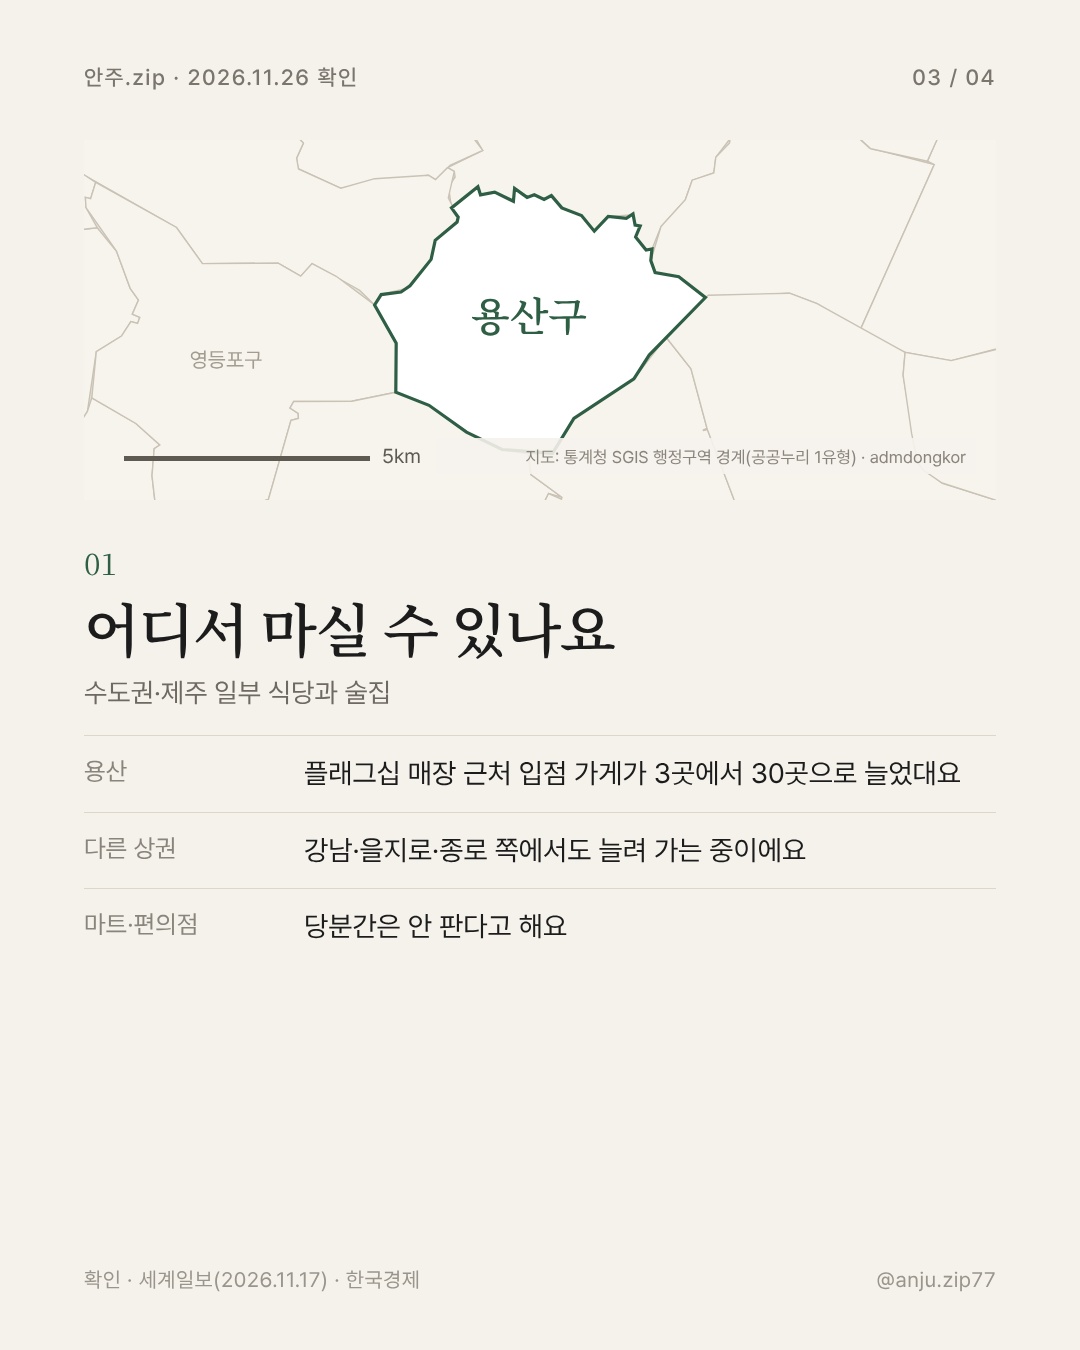 안주.zip · 2026.11.26 확인
03 / 04
용산구
영등포구
5km
지도: 통계청 SGIS 행정구역 경계(공공누리 1유형) · admdongkor
01
어디서 마실 수 있나요
수도권·제주 일부 식당과 술집
용산 플래그십 매장 근처 입점 가게가 3곳에서 30곳으로 늘었대요
다른 상권 강남·을지로·종로 쪽에서도 늘려 가는 중이에요
마트·편의점 당분간은 안 판다고 해요
확인 · 세계일보(2026.11.17) · 한국경제
@anju.zip77